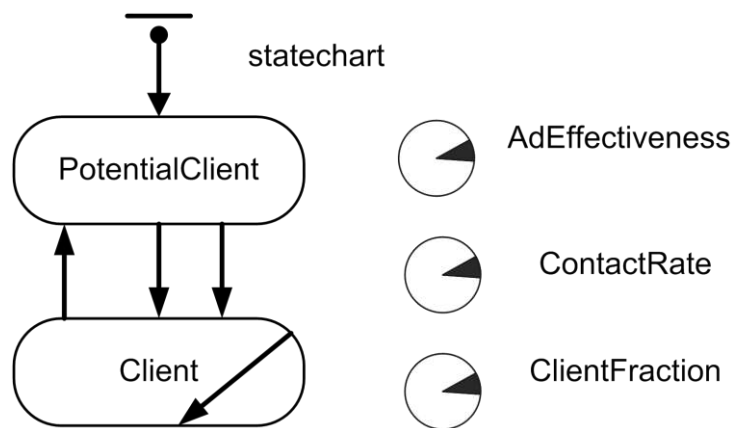 statechart
PotentialClient
AdEffectiveness
ContactRate
Client
ClientFraction